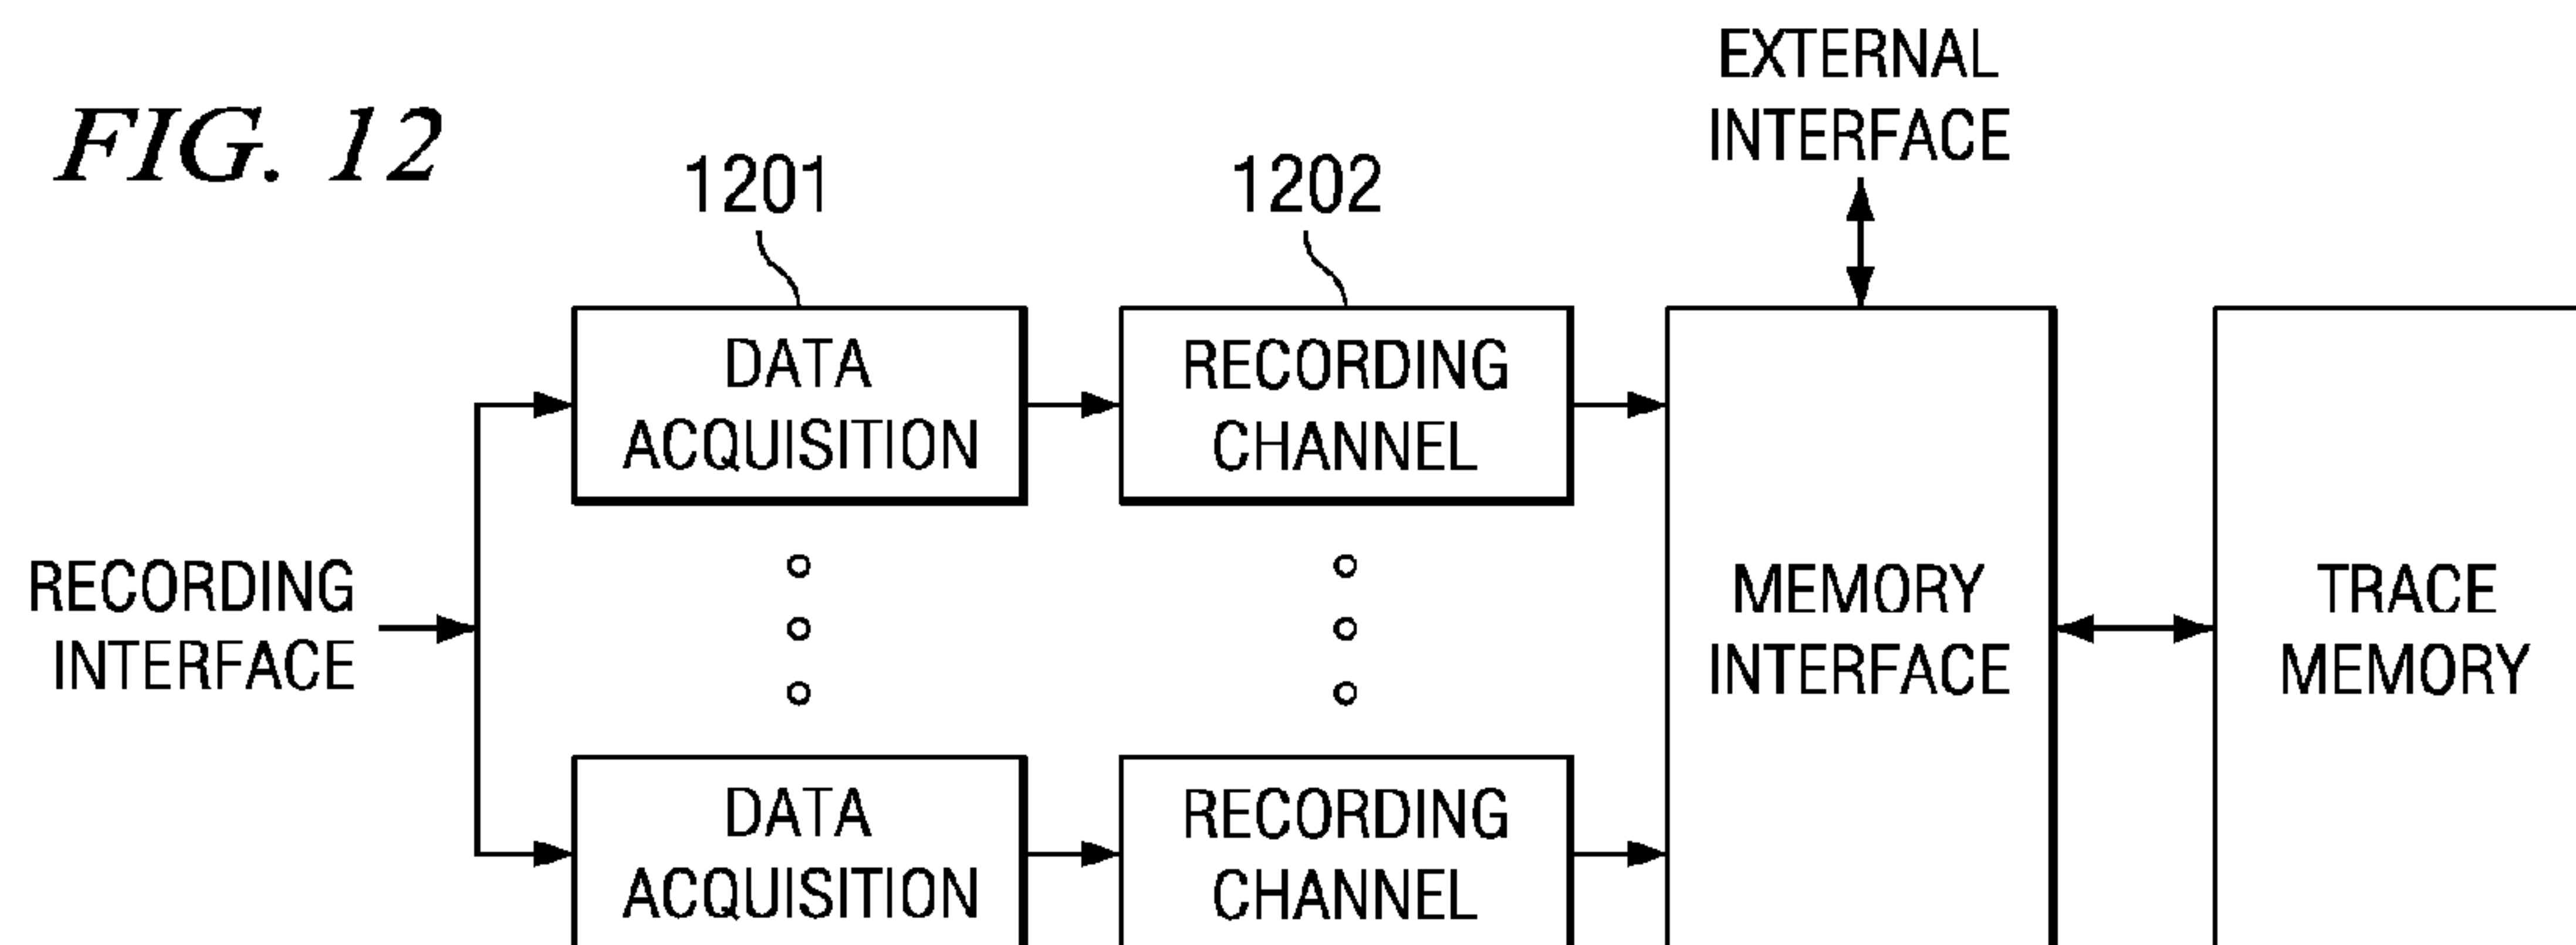 FIG. 12
EXTERNAL
INTERFACE
1201
1202
DATA
ACQUISITION
RECORDING
CHANNEL
RECORDING
INTERFACE
MEMORY
INTERFACE
TRACE
MEMORY
DATA
ACQUISITION
RECORDING
CHANNEL